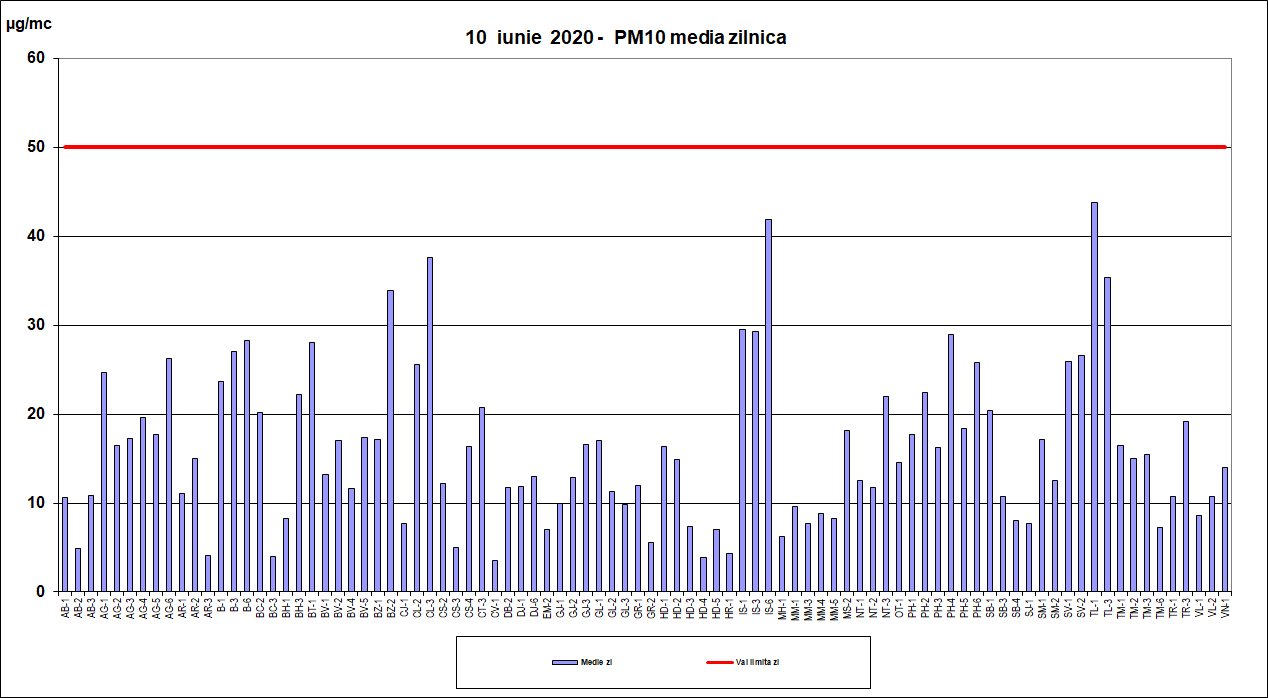 µg/mc
10 iunie 2020 - PM10 media zilnica
60
50
40
30
20
10
0
AB-1 AB-2 AB-3 AG-1 AG-2 AG-3 AG-4 AG-5 AG-6 AR-1 AR-2 AR-3 B-1 B-3 B-6 BC-2 BC-3 BH-1 BH-3 BT-1 BV-1 BV-2 BV-4 BV-5 BZ-1 BZ-2 CJ-1 CL-2 CL-3 CS-2 CS-3 CS-4 CT-3 CV-1 DB-2 DJ-1 DJ-6 EM-2 GJ-1 GJ-2 GJ-3 GL-1 GL-2 GL-3 GR-1 GR-2 HD-1 HD-2 HD-3 HD-4 HD-5 HR-1 IS-1 IS-3 IS-6 MH-1 MM-1 MM-3 MM-4 MM-5 MS-2 NT-1 NT-2 NT-3 OT-1 PH-1 PH-2 PH-3 PH-4 PH-5 PH-6 SB-1 SB-3 SB-4 SJ-1 SM-1 SM-2 SV-1 SV-2 TL-1 TL-3 TM-1 TM-2 TM-3 TM-6 TR-1 TR-3 VL-1 VL-2 VN-1
Medie zi Val limita zi